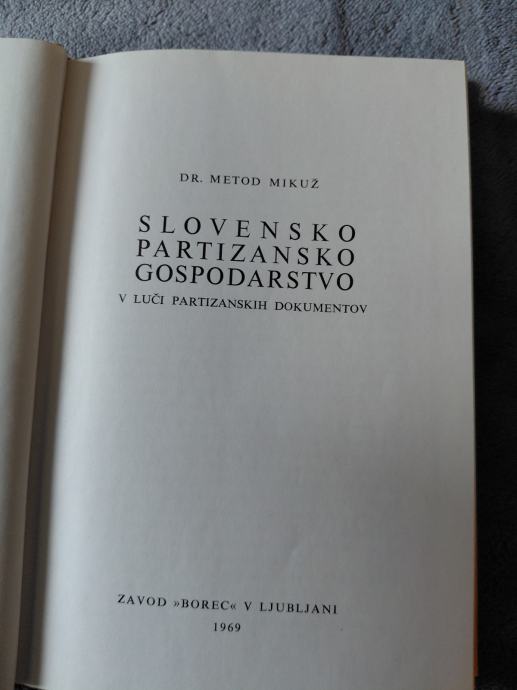 DR. METOD MIKUŽ
SLOVENSKO
PARTIZANSKO
GOSPODARSTVO
V LUČI PARTIZANSKIH DOKUMENTOV
ZAVOD »BOREC« V LJUBLJANI
1969